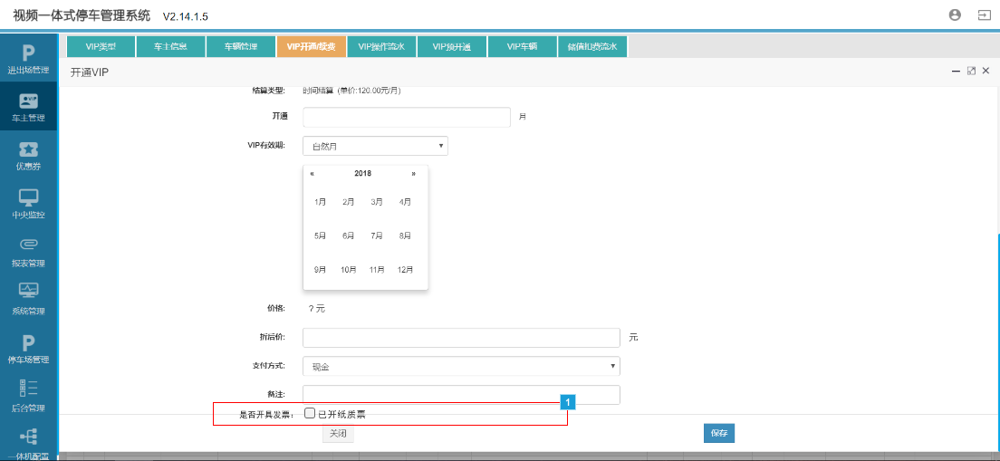 视频一体式停车管理系统 V2.14.1.5
VIP类型 车主信息 车辆管理 VIP开通/续费 VIP操作流水 VIP预开通 VIP车辆 储值扣费流水
进出场管理
车主管理
优惠券
中央监控
报表管理
系统管理
停车场管理
后台管理
一体机配置
开通VIP
结算类型: 时间结算 (单价:120.00元/月)
开通 月
VIP有效期: 自然月
« 2018 »
1月 2月 3月 4月
5月 6月 7月 8月
9月 10月 11月 12月
价格: ? 元
折后价: 元
支付方式: 现金
备注:
1
是否开具发票: 已开纸质票
关闭 保存